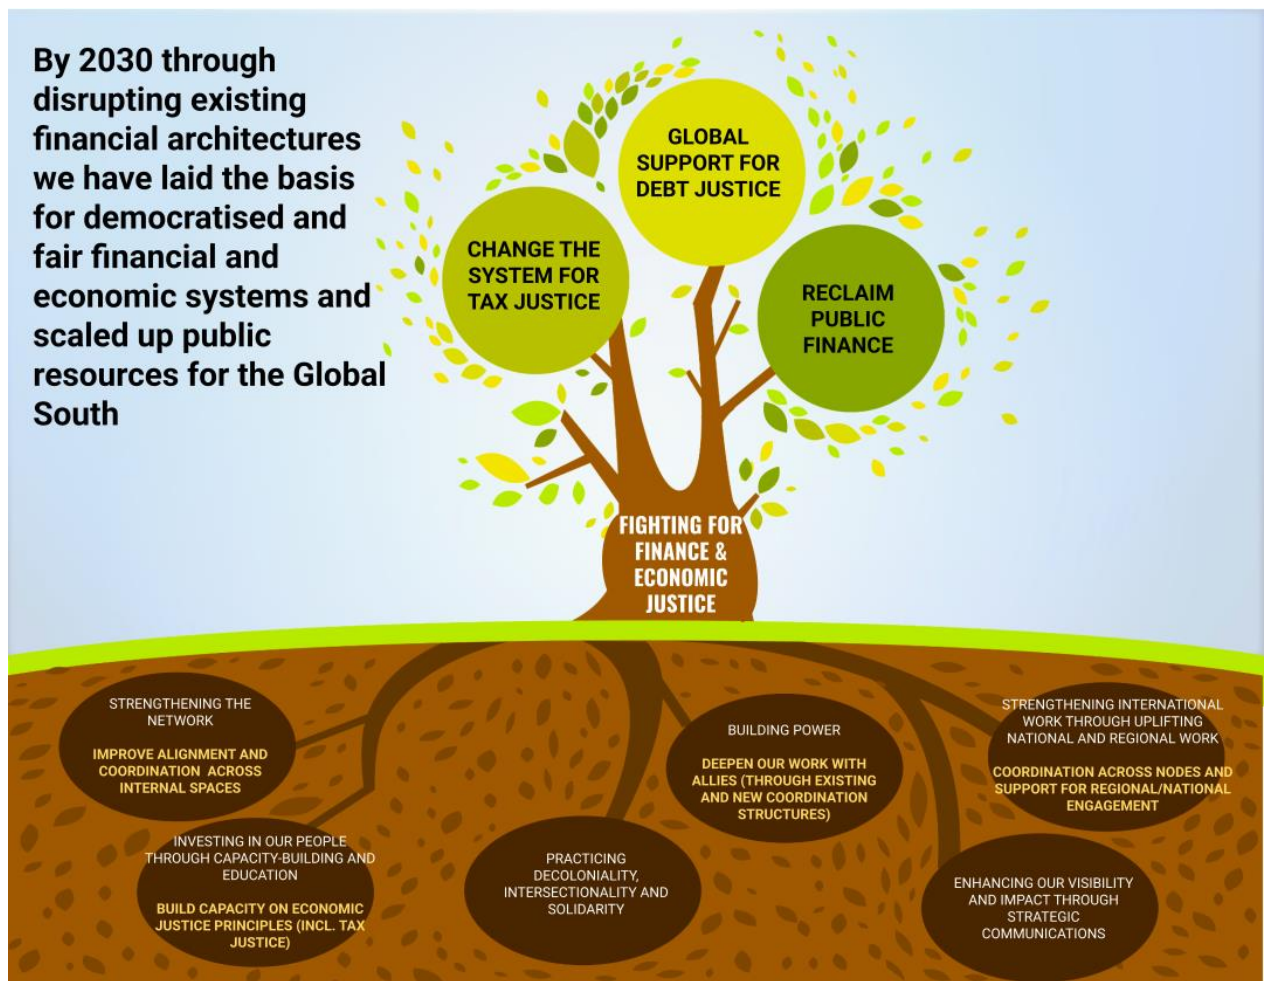 By 2030 through
disrupting existing
financial architectures
we have laid the basis
for democratised and
fair financial and
economic systems and
scaled up public
resources for the Global
South
GLOBAL
SUPPORT FOR
DEBT JUSTICE
CHANGE THE
SYSTEM FOR
TAX JUSTICE
RECLAIM
PUBLIC
FINANCE
FIGHTING FOR
FINANCE &
ECONOMIC
JUSTICE
STRENGTHENING THE
NETWORK
IMPROVE ALIGNMENT AND
COORDINATION ACROSS
INTERNAL SPACES
INVESTING IN OUR PEOPLE
THROUGH CAPACITY-BUILDING AND
EDUCATION
BUILD CAPACITY ON ECONOMIC
JUSTICE PRINCIPLES (INCL. TAX
JUSTICE)
PRACTICING
DECOLONIALITY,
INTERSECTIONALITY AND
SOLIDARITY
BUILDING POWER
DEEPEN OUR WORK WITH
ALLIES (THROUGH EXISTING
AND NEW COORDINATION
STRUCTURES)
STRENGTHENING INTERNATIONAL
WORK THROUGH UPLIFTING
NATIONAL AND REGIONAL WORK
COORDINATION ACROSS NODES AND
SUPPORT FOR REGIONAL/NATIONAL
ENGAGEMENT
ENHANCING OUR VISIBILITY
AND IMPACT THROUGH
STRATEGIC
COMMUNICATIONS